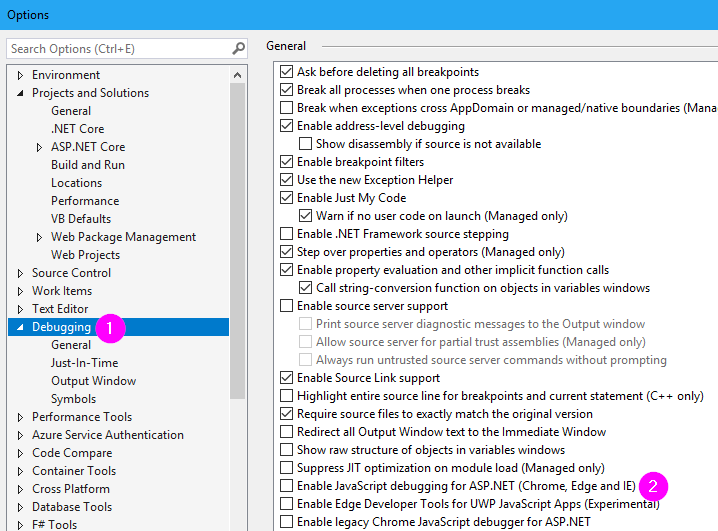 Options
Search Options (Ctrl+E)
Environment
Projects and Solutions
General
.NET Core
ASP.NET Core
Build and Run
Locations
Performance
VB Defaults
Web Package Management
Web Projects
Source Control
Work Items
Text Editor
Debugging 1
General
Just-In-Time
Output Window
Symbols
Performance Tools
Azure Service Authentication
Code Compare
Container Tools
Cross Platform
Database Tools
F# Tools
General
Ask before deleting all breakpoints
Break all processes when one process breaks
Break when exceptions cross AppDomain or managed/native boundaries (Mana
Enable address-level debugging
Show disassembly if source is not available
Enable breakpoint filters
Use the new Exception Helper
Enable Just My Code
Warn if no user code on launch (Managed only)
Enable .NET Framework source stepping
Step over properties and operators (Managed only)
Enable property evaluation and other implicit function calls
Call string-conversion function on objects in variables windows
Enable source server support
Print source server diagnostic messages to the Output window
Allow source server for partial trust assemblies (Managed only)
Always run untrusted source server commands without prompting
Enable Source Link support
Highlight entire source line for breakpoints and current statement (C++ only)
Require source files to exactly match the original version
Redirect all Output Window text to the Immediate Window
Show raw structure of objects in variables windows
Suppress JIT optimization on module load (Managed only)
Enable JavaScript debugging for ASP.NET (Chrome, Edge and IE) 2
Enable Edge Developer Tools for UWP JavaScript Apps (Experimental)
Enable legacy Chrome JavaScript debugger for ASP.NET